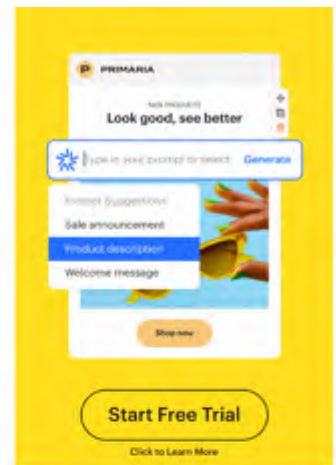 P PRIMARIA
NEW PRODUCTS
Look good, see better
Type in your prompt or select
Generate
Prompt Suggestions
Sale announcement
Product description
Welcome message
Shop now
Start Free Trial
Click to Learn More